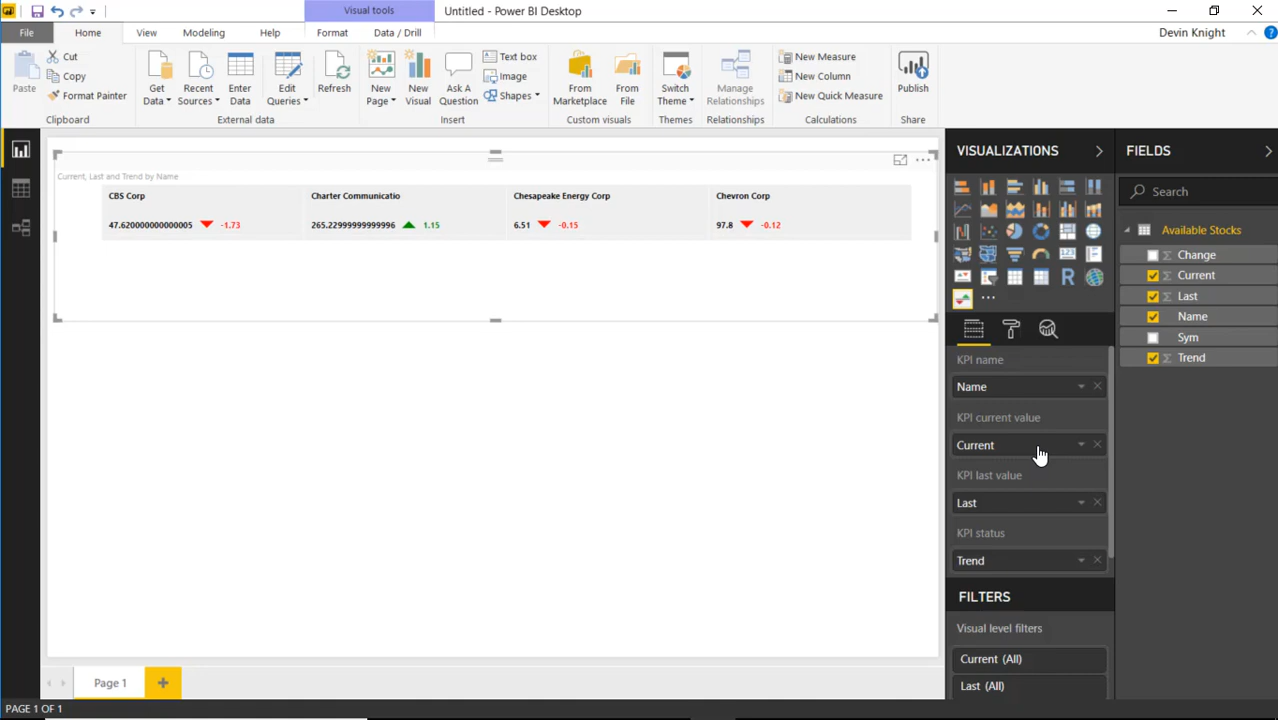 Visual tools
Untitled - Power BI Desktop
File
Home
View
Modeling
Help
Format
Data / Drill
Devin Knight
?
Paste
Cut
Copy
Format Painter
Clipboard
Get Data
Recent Sources
Enter Data
Edit Queries
Refresh
External data
New Page
New Visual
Ask A Question
Text box
Image
Shapes
Insert
From Marketplace
From File
Custom visuals
Switch Theme
Themes
Manage Relationships
Relationships
New Measure
New Column
New Quick Measure
Calculations
Publish
Share
Current, Last and Trend by Name
CBS Corp
Charter Communicatio
Chesapeake Energy Corp
Chevron Corp
47.620000000000005 -1.73
265.22999999999996 1.15
6.51 -0.15
97.8 -0.12
VISUALIZATIONS
R
KPI name
Name
KPI current value
Current
KPI last value
Last
KPI status
Trend
FILTERS
Visual level filters
Current (All)
Last (All)
FIELDS
Search
Available Stocks
Change
Current
Last
Name
Sym
Trend
Page 1
PAGE 1 OF 1